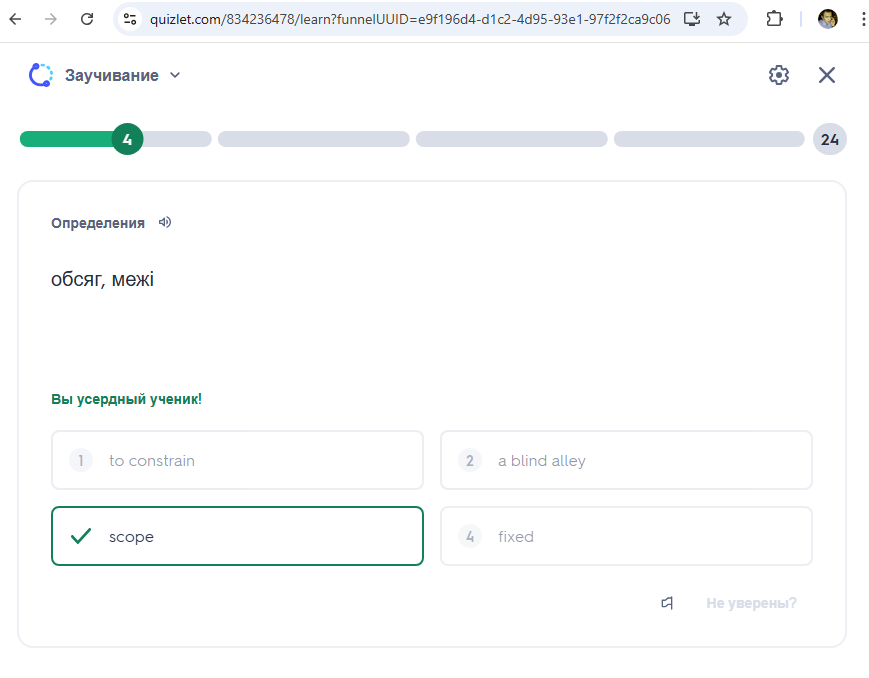 quizlet.com/834236478/learn?funnelUUID=e9f196d4-d1c2-4d95-93e1-97f2f2ca9c06
Заучивание
4
24
Определения
обсяг, межі
Вы усердный ученик!
1 to constrain
2 a blind alley
scope
4 fixed
Не уверены?